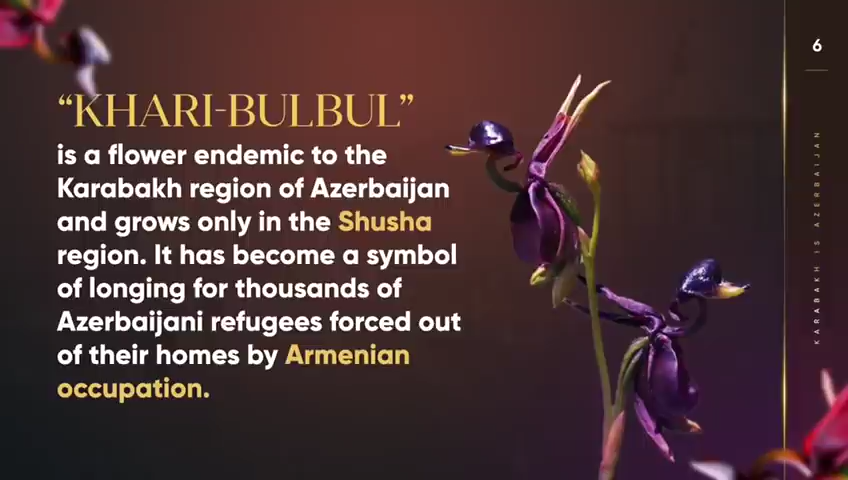 “KHARI-BULBUL”
is a flower endemic to the
Karabakh region of Azerbaijan
and grows only in the Shusha
region. It has become a symbol
of longing for thousands of
Azerbaijani refugees forced out
of their homes by Armenian
occupation.
6
KARABAKH IS AZERBAIJAN